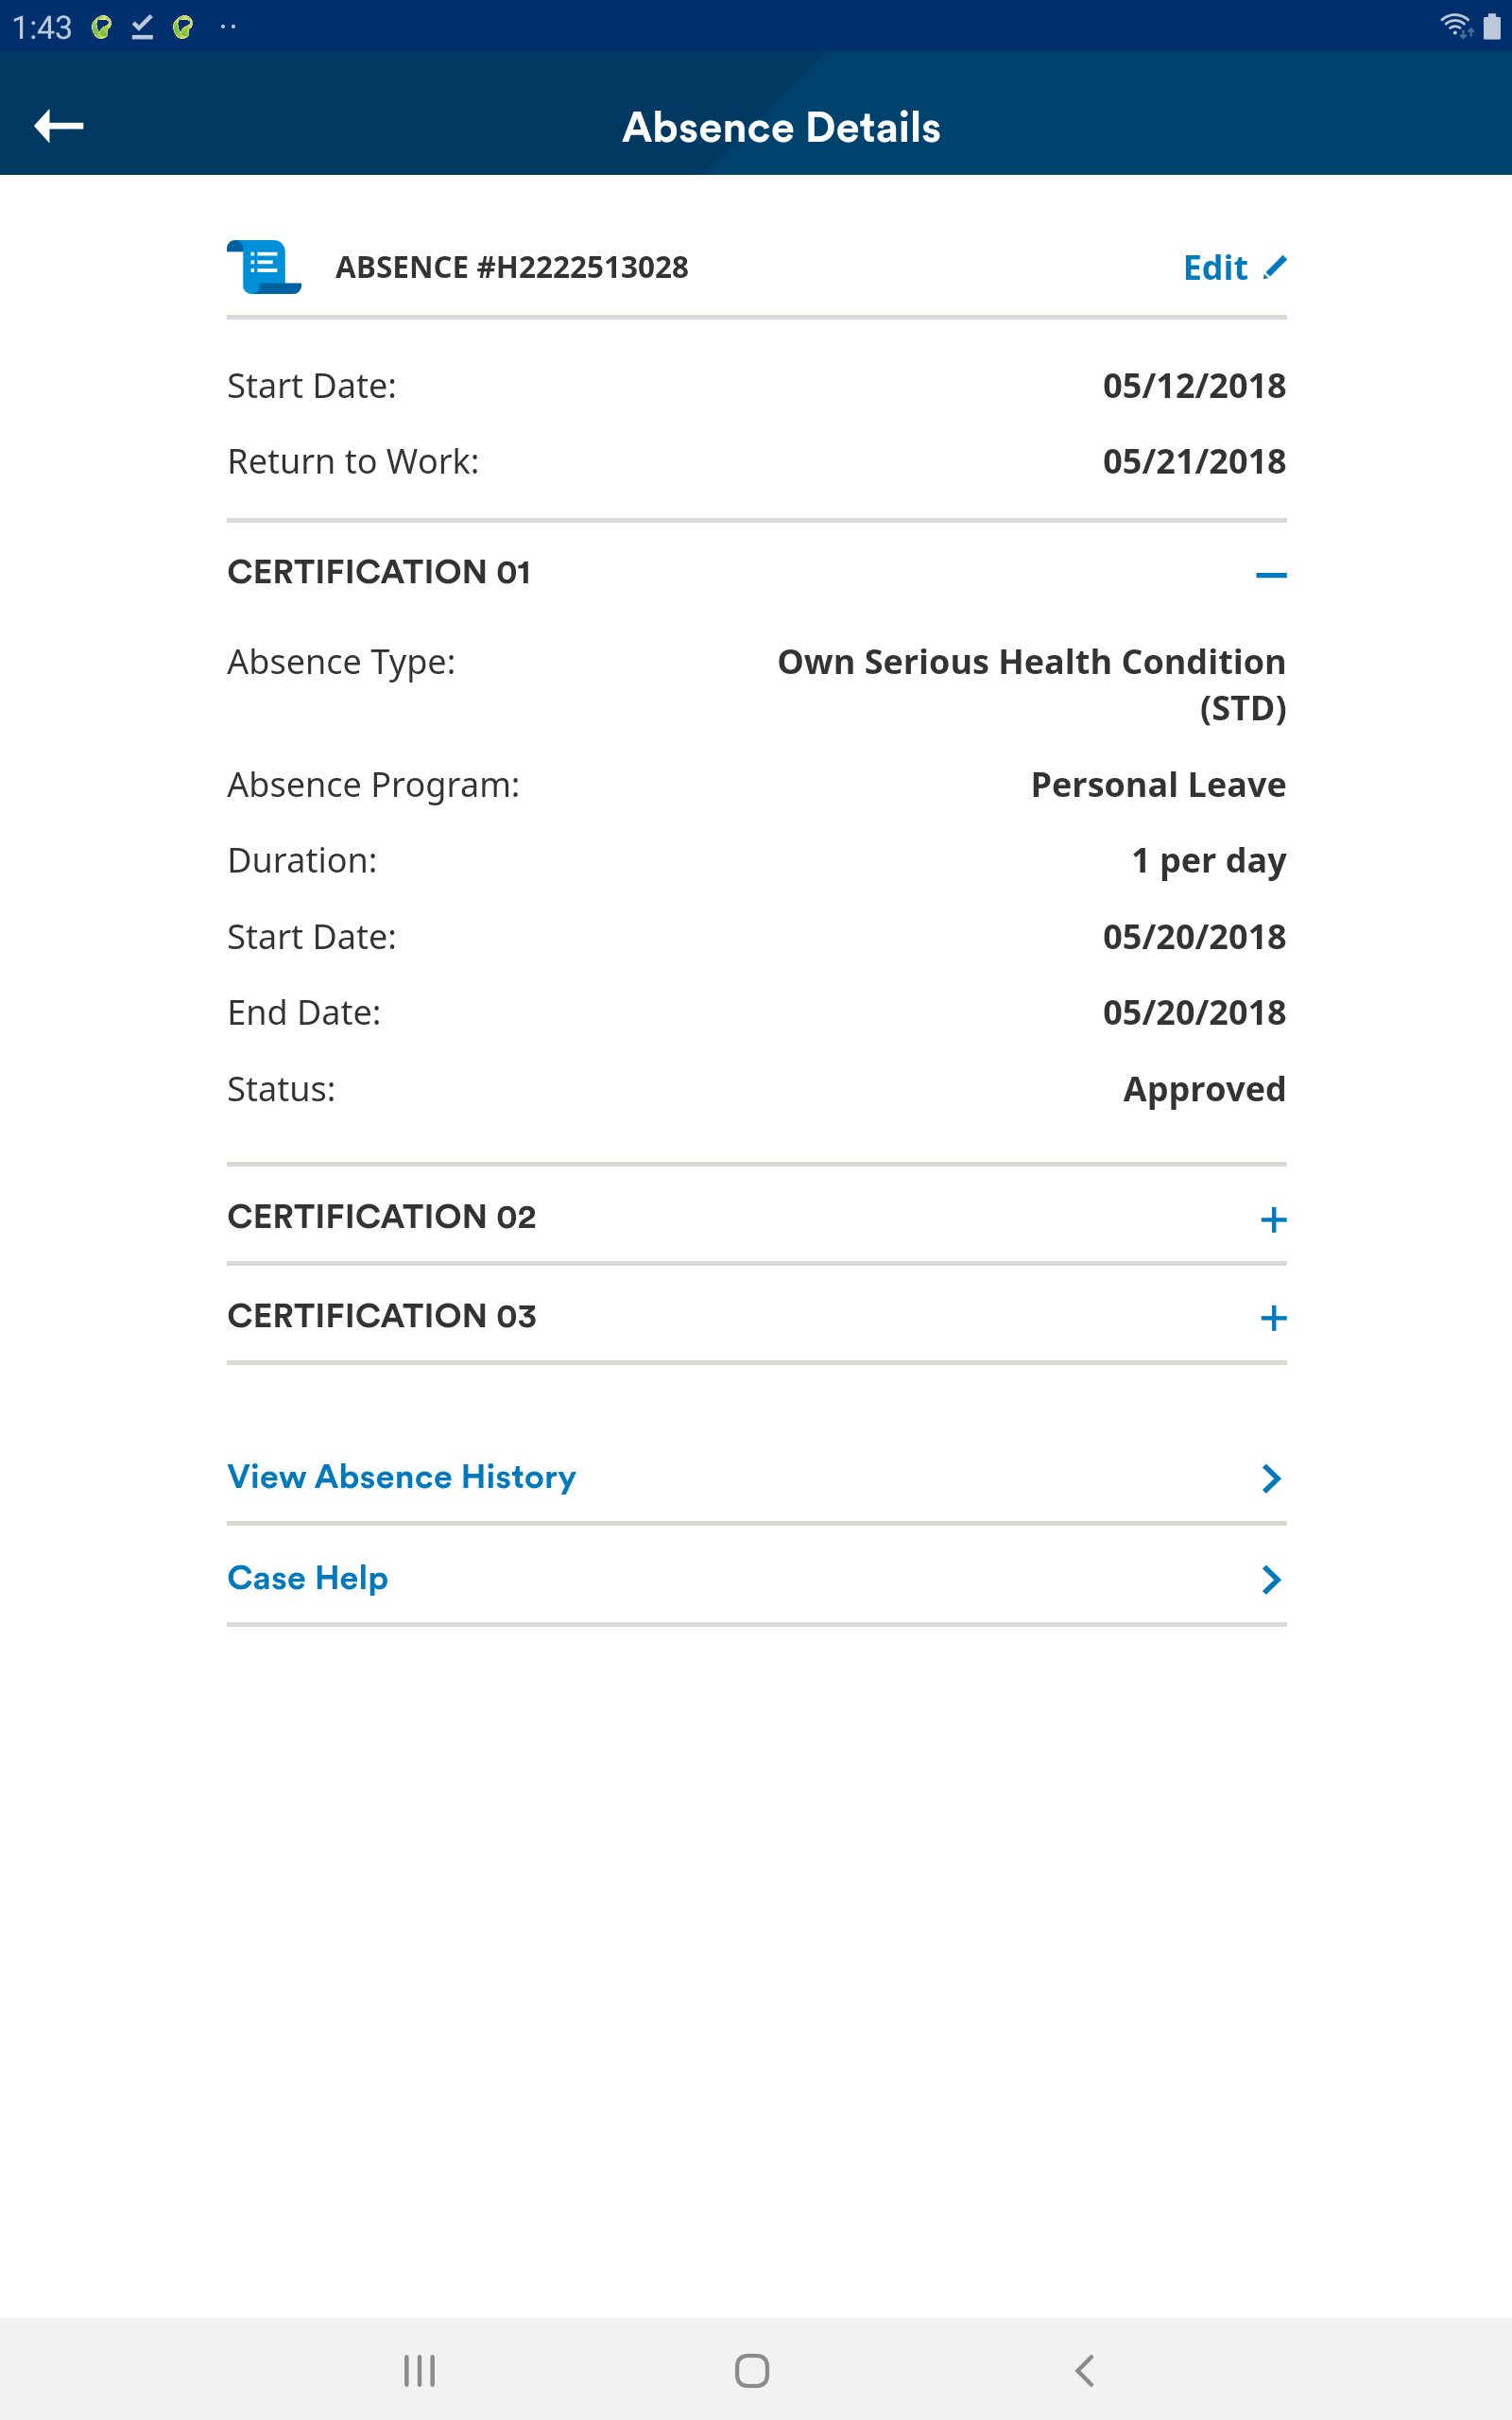 1:43
Absence Details
ABSENCE #H2222513028
Edit
Start Date: 05/12/2018
Return to Work: 05/21/2018
CERTIFICATION 01
Absence Type: Own Serious Health Condition
(STD)
Absence Program: Personal Leave
Duration: 1 per day
Start Date: 05/20/2018
End Date: 05/20/2018
Status: Approved
CERTIFICATION 02
CERTIFICATION 03
View Absence History
Case Help